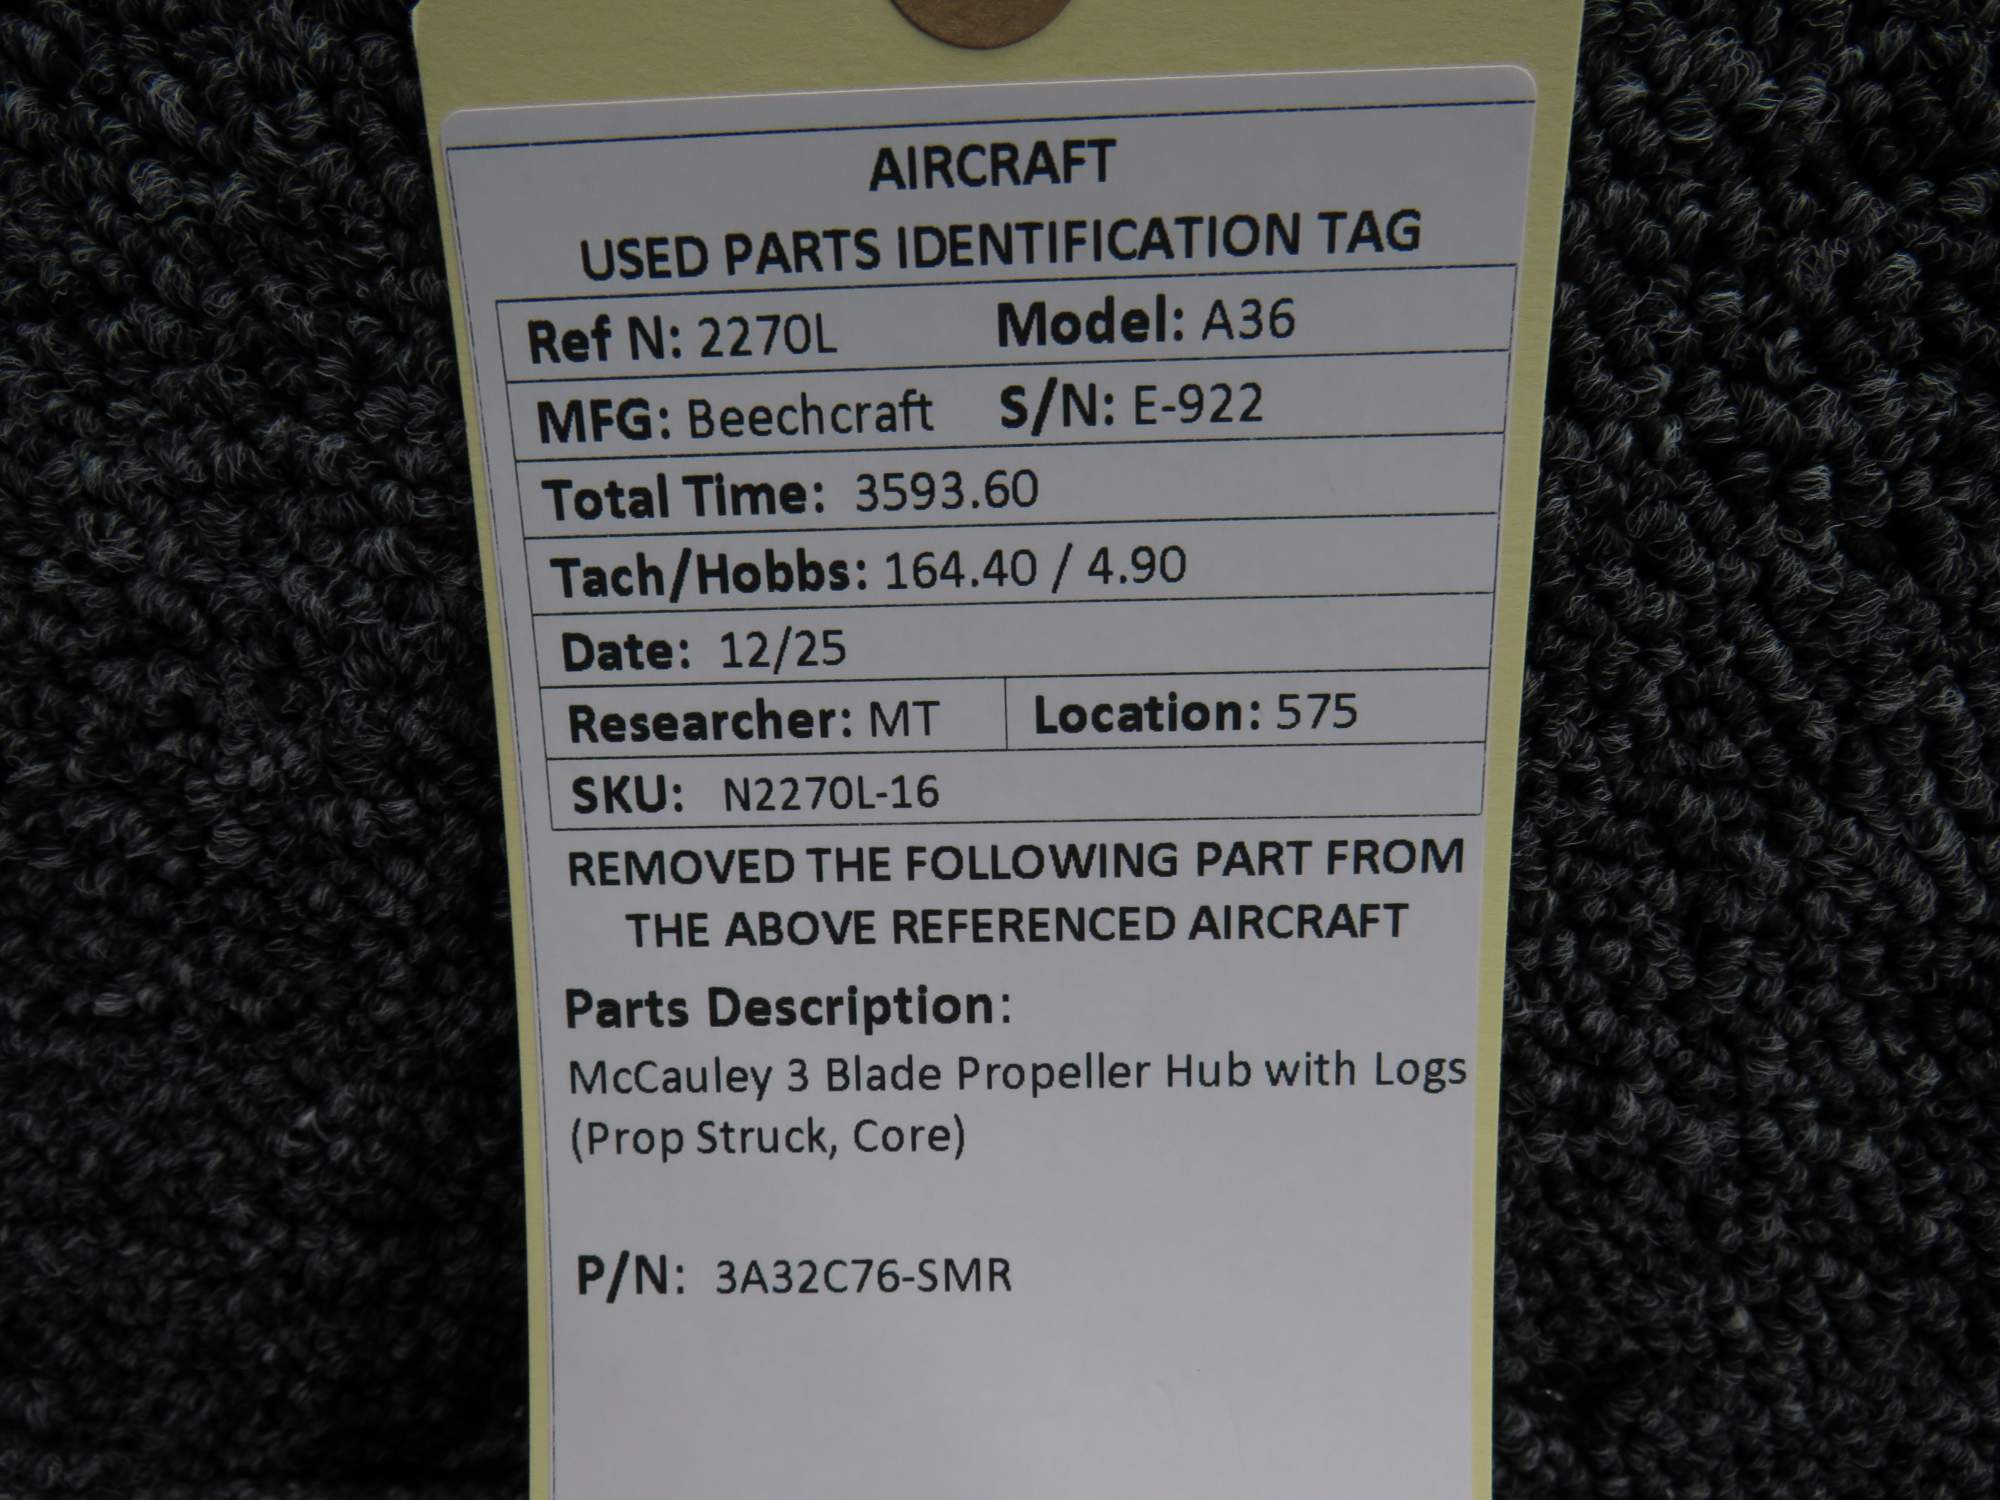 AIRCRAFT
USED PARTS IDENTIFICATION TAG
Ref N: 2270L Model: A36
MFG: Beechcraft S/N: E-922
Total Time: 3593.60
Tach/Hobbs: 164.40 / 4.90
Date: 12/25
Researcher: MT Location: 575
SKU: N2270L-16
REMOVED THE FOLLOWING PART FROM
THE ABOVE REFERENCED AIRCRAFT
Parts Description:
McCauley 3 Blade Propeller Hub with Logs
(Prop Struck, Core)
P/N: 3A32C76-SMR